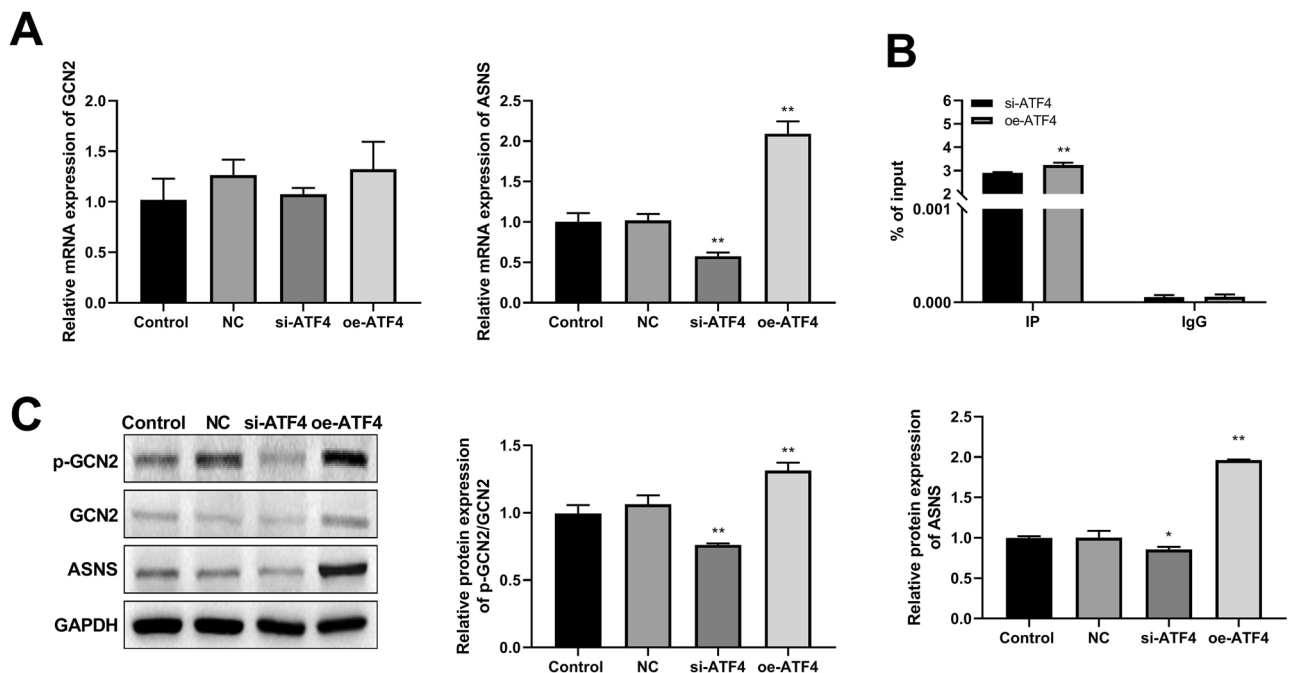 A
Relative mRNA expression of GCN2
2.0
1.5
1.0
0.5
0.0
Control NC si-ATF4 oe-ATF4
Relative mRNA expression of ASNS
2.5
2.0
1.5
1.0
0.5
0.0
**
**
Control NC si-ATF4 oe-ATF4
B
si-ATF4
oe-ATF4
% of input
6
5
4
3
2
0.001
0.000
**
IP IgG
C
Control NC si-ATF4 oe-ATF4
p-GCN2
GCN2
ASNS
GAPDH
Relative protein expression
of p-GCN2/GCN2
1.5
1.0
0.5
0.0
**
**
Control NC si-ATF4 oe-ATF4
Relative protein expression
of ASNS
2.5
2.0
1.5
1.0
0.5
0.0
*
**
Control NC si-ATF4 oe-ATF4